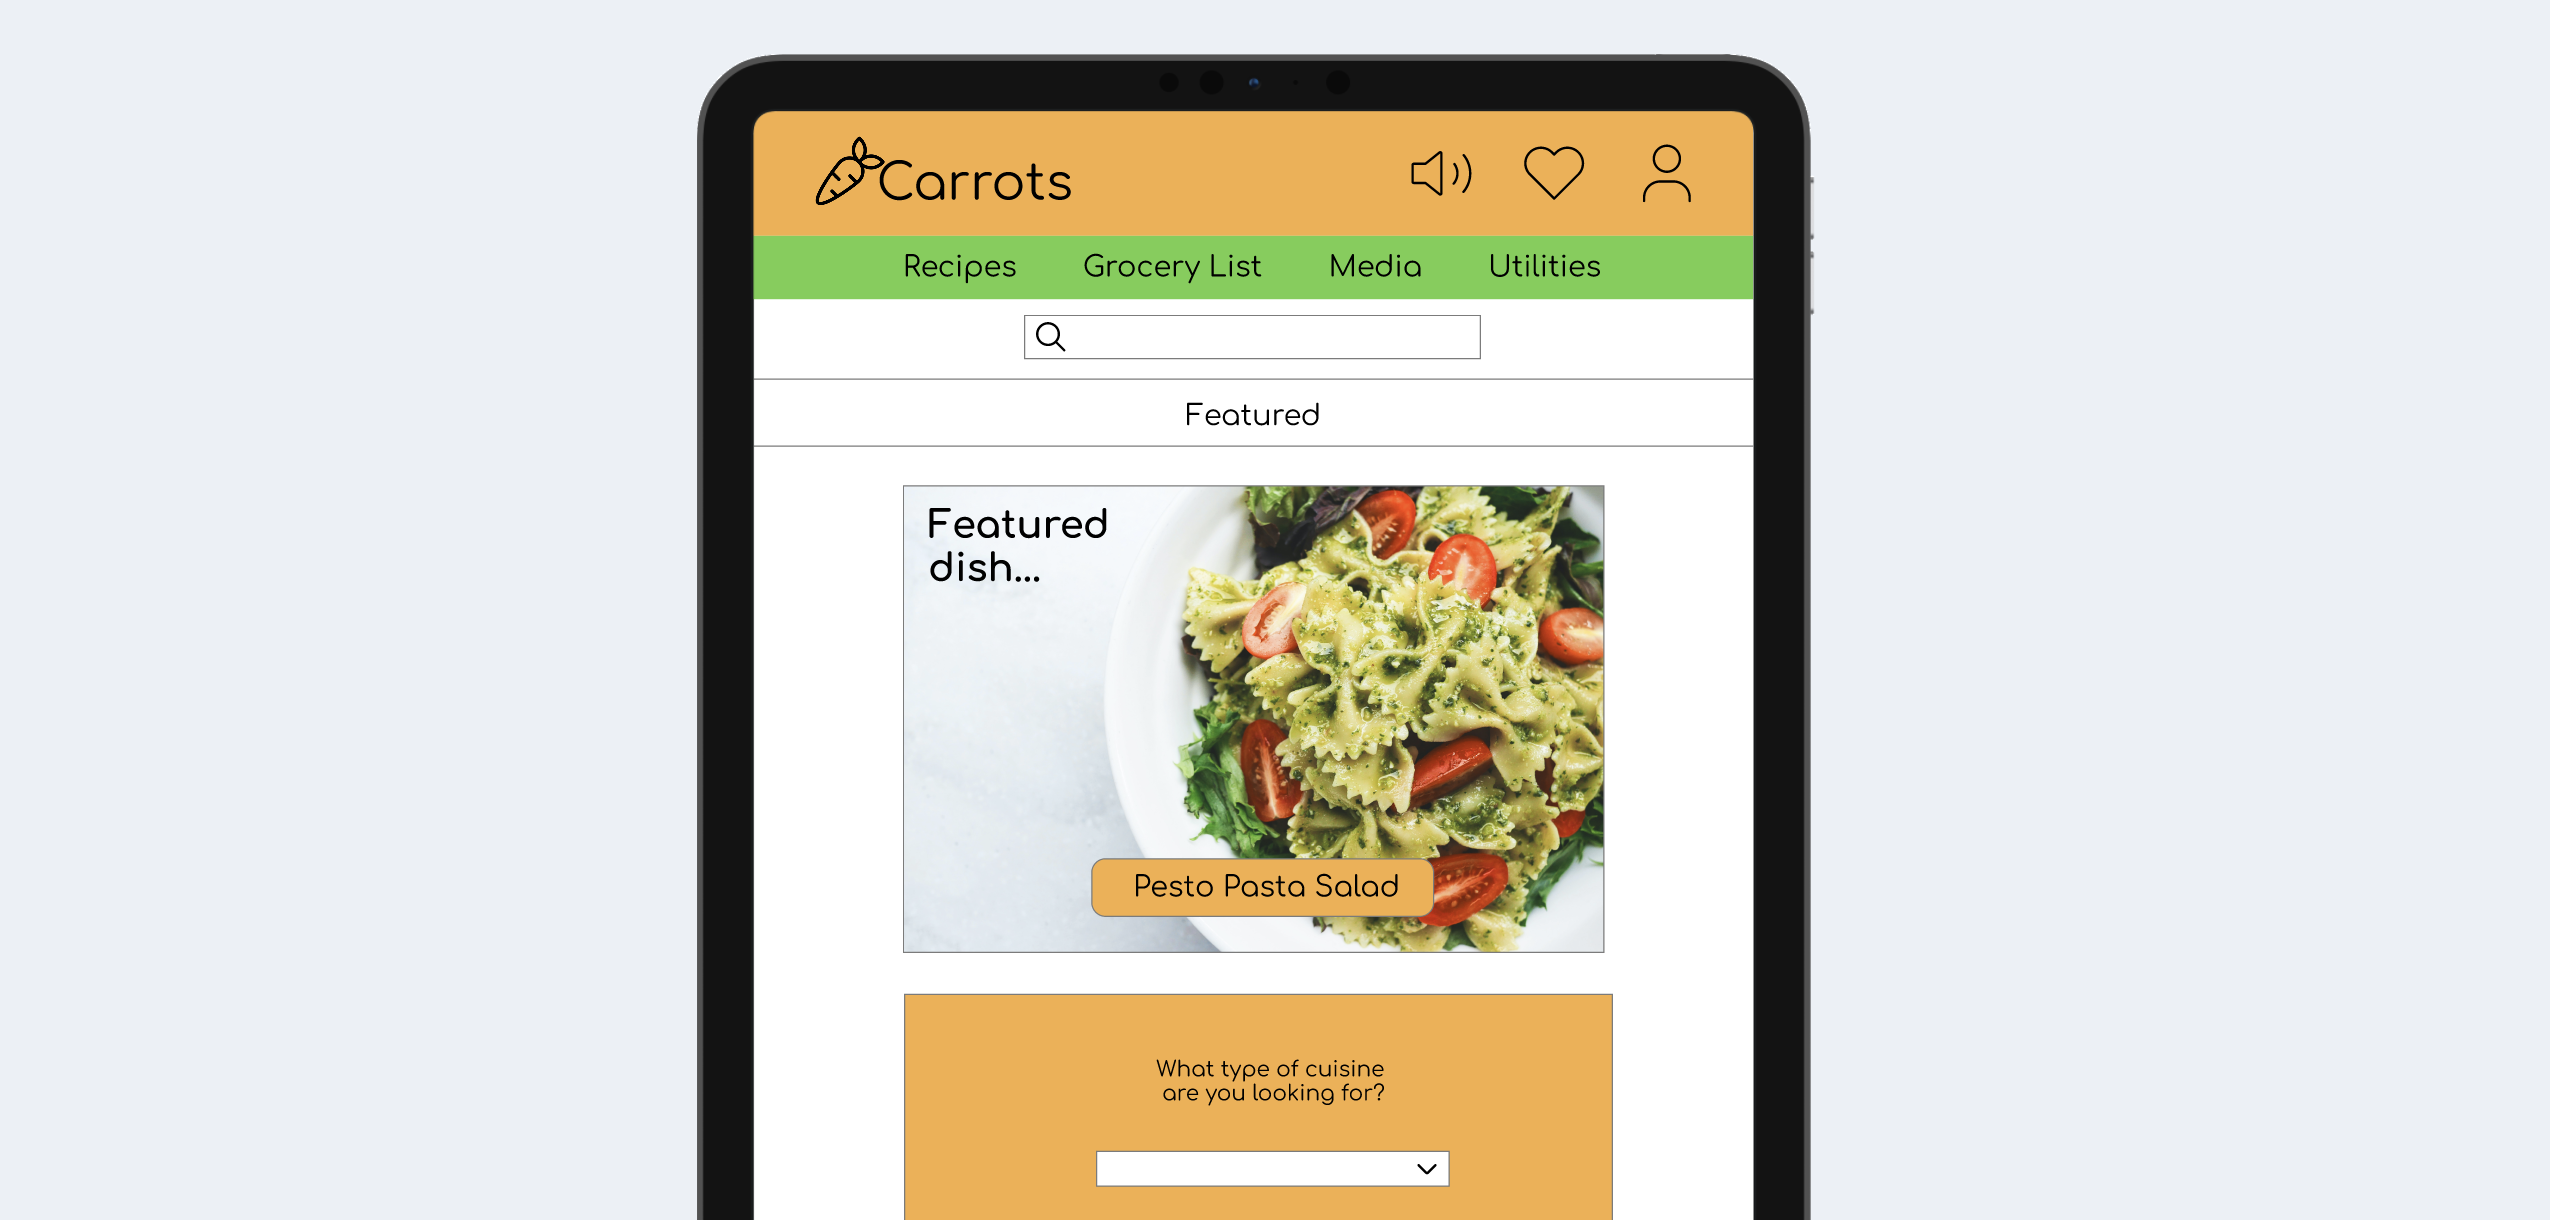 Carrots
Recipes Grocery List Media Utilities
Featured
Featured
dish...
Pesto Pasta Salad
What type of cuisine
are you looking for?